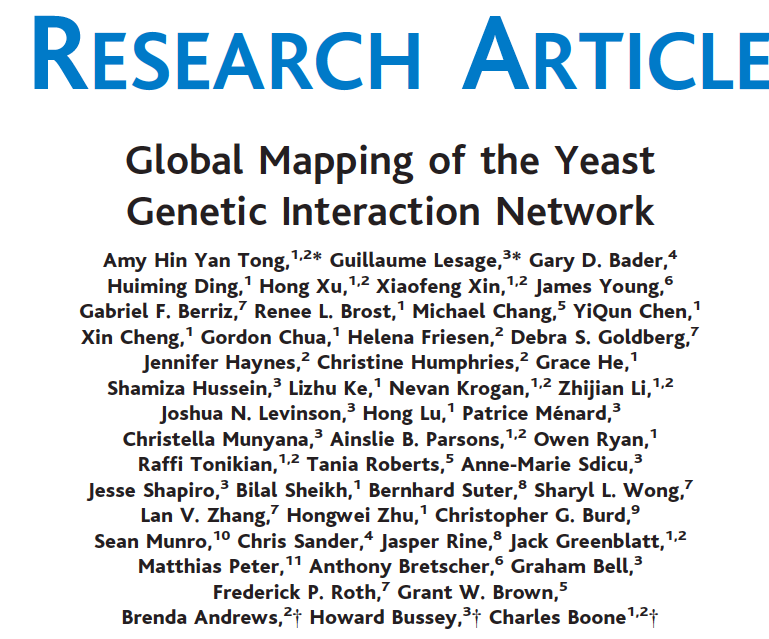 RESEARCH ARTICLE
Global Mapping of the Yeast
Genetic Interaction Network
Amy Hin Yan Tong,1,2* Guillaume Lesage,3* Gary D. Bader,4
Huiming Ding,1 Hong Xu,1,2 Xiaofeng Xin,1,2 James Young,6
Gabriel F. Berriz,7 Renee L. Brost,1 Michael Chang,5 YiQun Chen,1
Xin Cheng,1 Gordon Chua,1 Helena Friesen,2 Debra S. Goldberg,7
Jennifer Haynes,2 Christine Humphries,2 Grace He,1
Shamiza Hussein,3 Lizhu Ke,1 Nevan Krogan,1,2 Zhijian Li,1,2
Joshua N. Levinson,3 Hong Lu,1 Patrice Ménard,3
Christella Munyana,3 Ainslie B. Parsons,1,2 Owen Ryan,1
Raffi Tonikian,1,2 Tania Roberts,5 Anne-Marie Sdicu,3
Jesse Shapiro,3 Bilal Sheikh,1 Bernhard Suter,8 Sharyl L. Wong,7
Lan V. Zhang,7 Hongwei Zhu,1 Christopher G. Burd,9
Sean Munro,10 Chris Sander,4 Jasper Rine,8 Jack Greenblatt,1,2
Matthias Peter,11 Anthony Bretscher,6 Graham Bell,3
Frederick P. Roth,7 Grant W. Brown,5
Brenda Andrews,2† Howard Bussey,3† Charles Boone1,2†